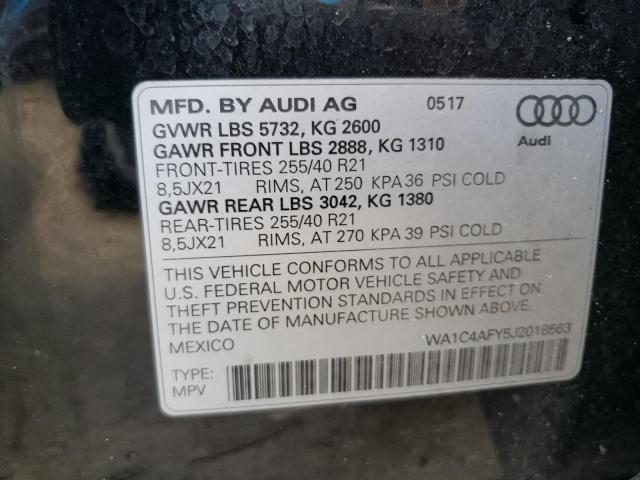 MFD. BY AUDI AG 0517
GVWR LBS 5732, KG 2600
GAWR FRONT LBS 2888, KG 1310
FRONT-TIRES 255/40 R21
8,5JX21 RIMS, AT 250 KPA 36 PSI COLD
GAWR REAR LBS 3042, KG 1380
REAR-TIRES 255/40 R21
8,5JX21 RIMS, AT 270 KPA 39 PSI COLD
Audi
THIS VEHICLE CONFORMS TO ALL APPLICABLE
U.S. FEDERAL MOTOR VEHICLE SAFETY AND
THEFT PREVENTION STANDARDS IN EFFECT ON
THE DATE OF MANUFACTURE SHOWN ABOVE.
MEXICO WA1C4AFY5J2018563
TYPE:
MPV